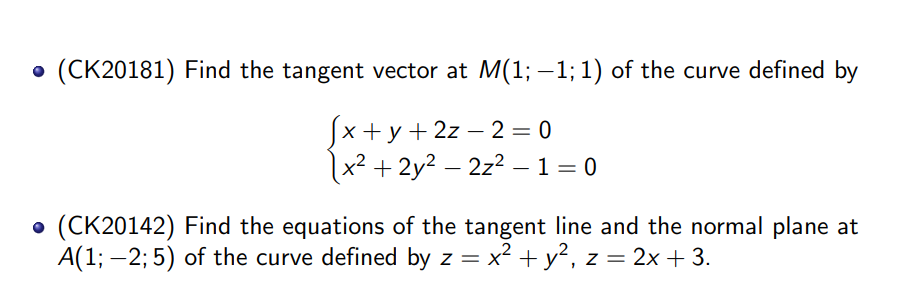 • (CK20181) Find the tangent vector at M(1; −1; 1) of the curve defined by
x + y + 2z − 2 = 0
x² + 2y² − 2z² − 1 = 0
• (CK20142) Find the equations of the tangent line and the normal plane at
A(1; −2; 5) of the curve defined by z = x² + y², z = 2x + 3.